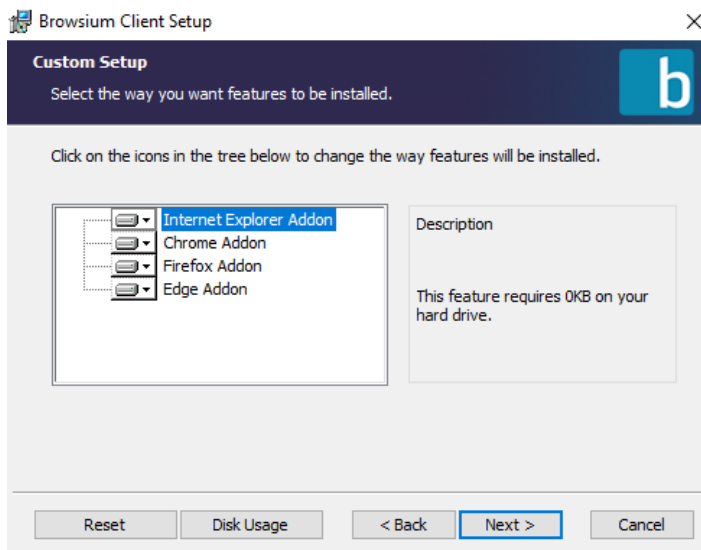 Browsium Client Setup
Custom Setup
Select the way you want features to be installed.
b
Click on the icons in the tree below to change the way features will be installed.
Internet Explorer Addon
Chrome Addon
Firefox Addon
Edge Addon
Description
This feature requires 0KB on your
hard drive.
Reset
Disk Usage
< Back
Next >
Cancel